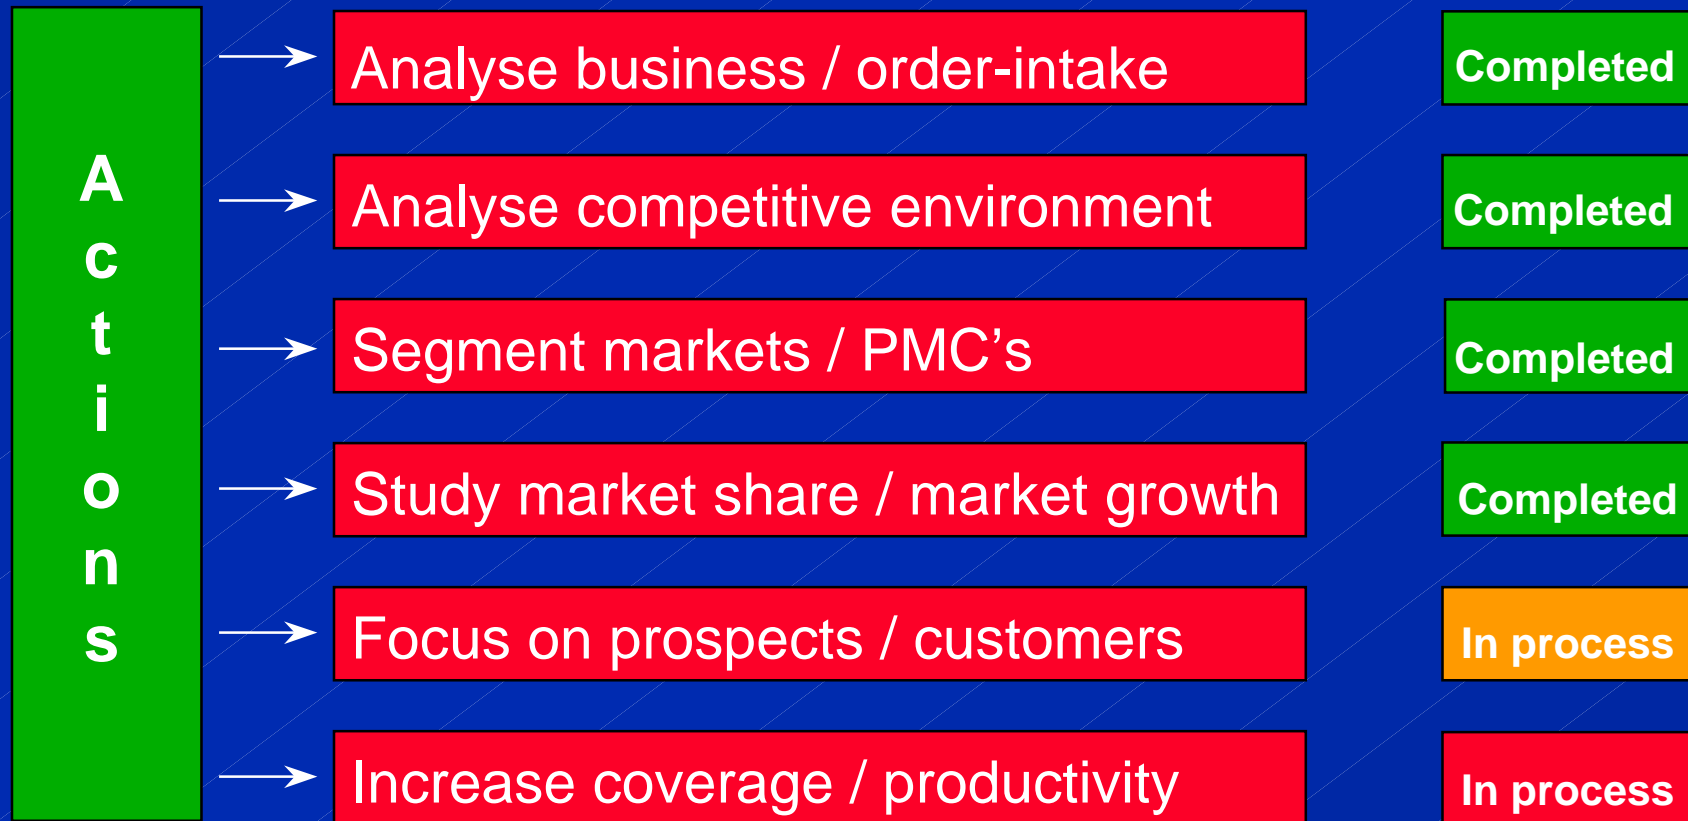 Actions
Analyse business / order-intake
Completed
Analyse competitive environment
Completed
Segment markets / PMC’s
Completed
Study market share / market growth
Completed
Focus on prospects / customers
In process
Increase coverage / productivity
In process